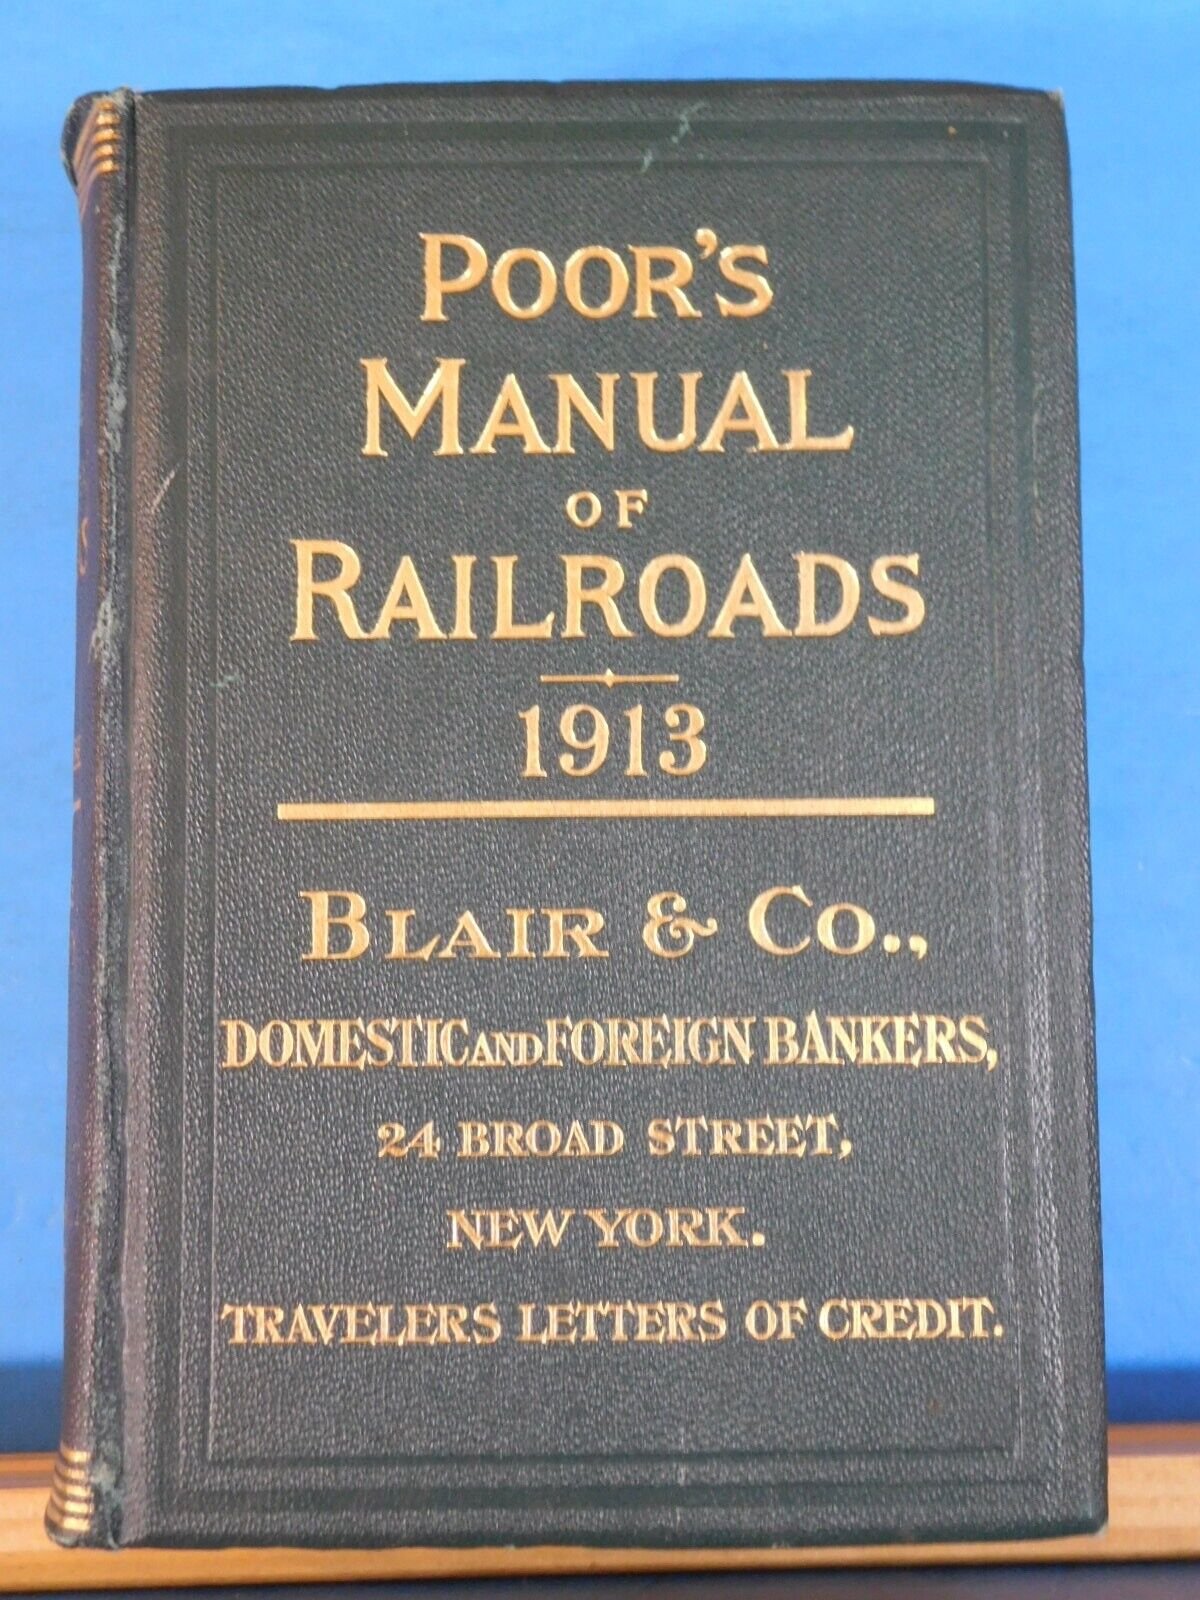 POOR'S
MANUAL
OF
RAILROADS
1913
BLAIR & CO.,
DOMESTIC AND FOREIGN BANKERS,
24 BROAD STREET,
NEW YORK.
TRAVELERS LETTERS OF CREDIT.